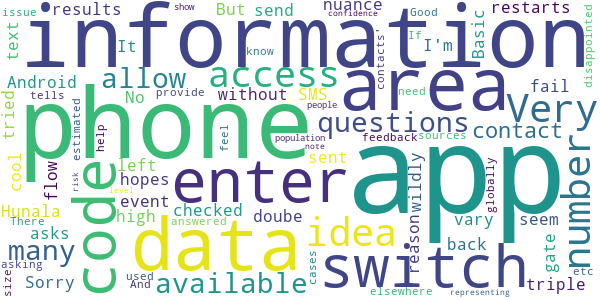 issue show confidence But send nuance Good restarts
results It I'm Basic know
text information area disappointed
Android allow access contacts' If
tells No without SMS people need Very
tried estimated provide phone questions contact
help feel sent feedback sources fail
cool flow left population note
risk code enter app number
hopes event checked idea wildly globally
Hunala high doube reason vary seem
level answered data switch gate
There asks many back
size Sorry used available cases triple
asking And elsewhere representing etc